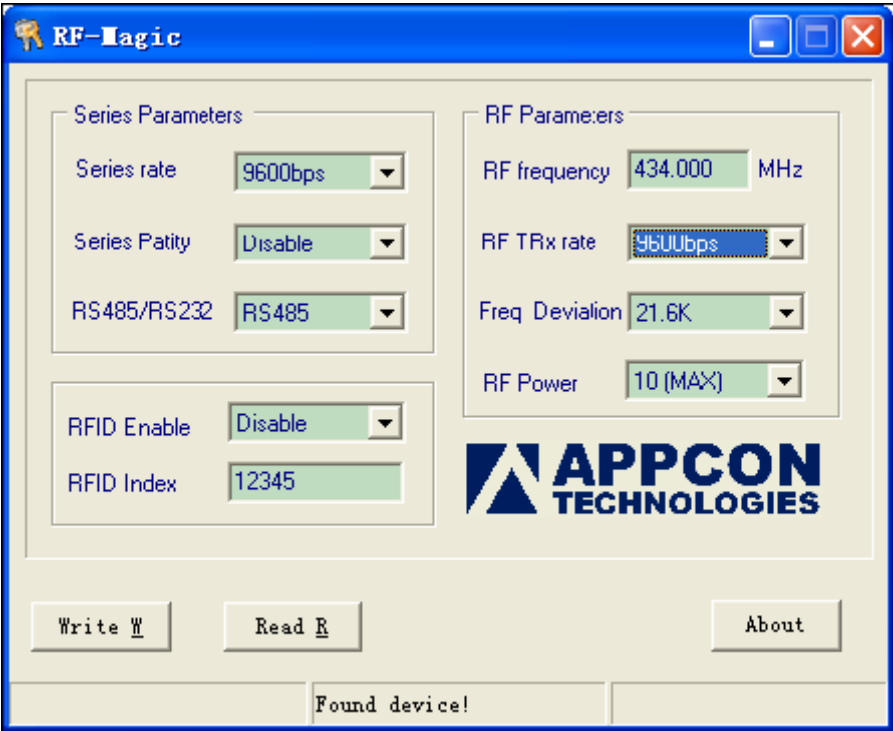 RF-Magic
Series Parameters
Series rate 9600bps
Series Patity Disable
RS485/RS232 RS485
RFID Enable Disable
RFID Index 12345
RF Parameters
RF frequency 434.000 MHz
RF TRx rate 9600bps
Freq Deviation 21.6K
RF Power 10 (MAX)
APPCON
TECHNOLOGIES
Write W Read R About
Found device!